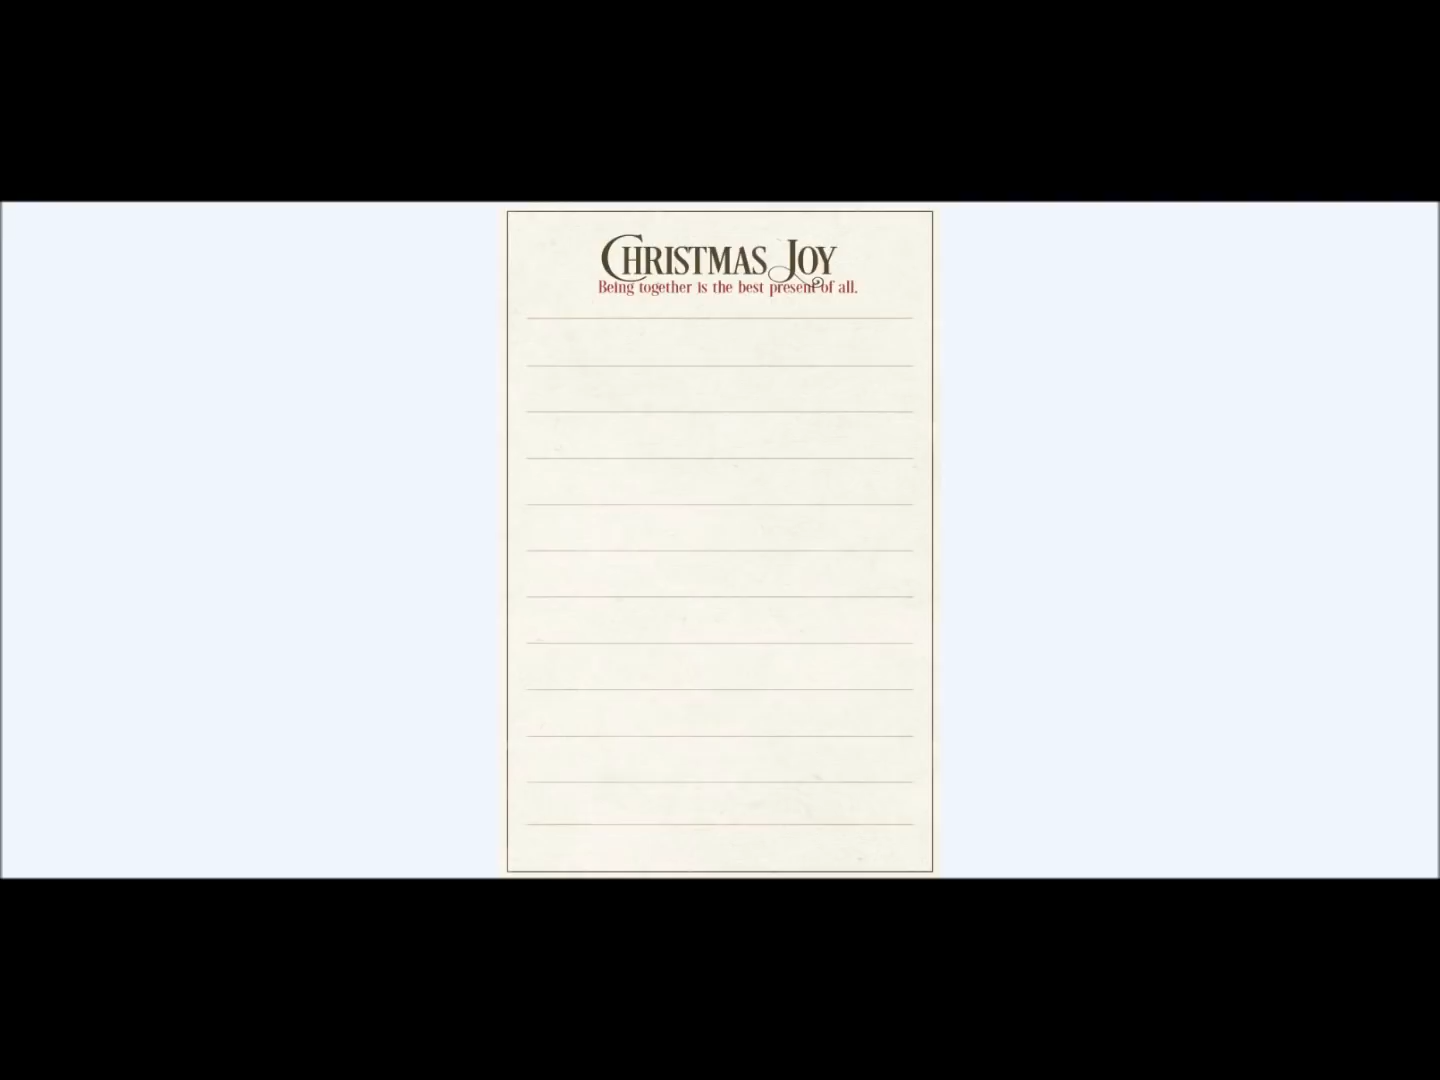 Christmas Joy
Being together is the best present of all.